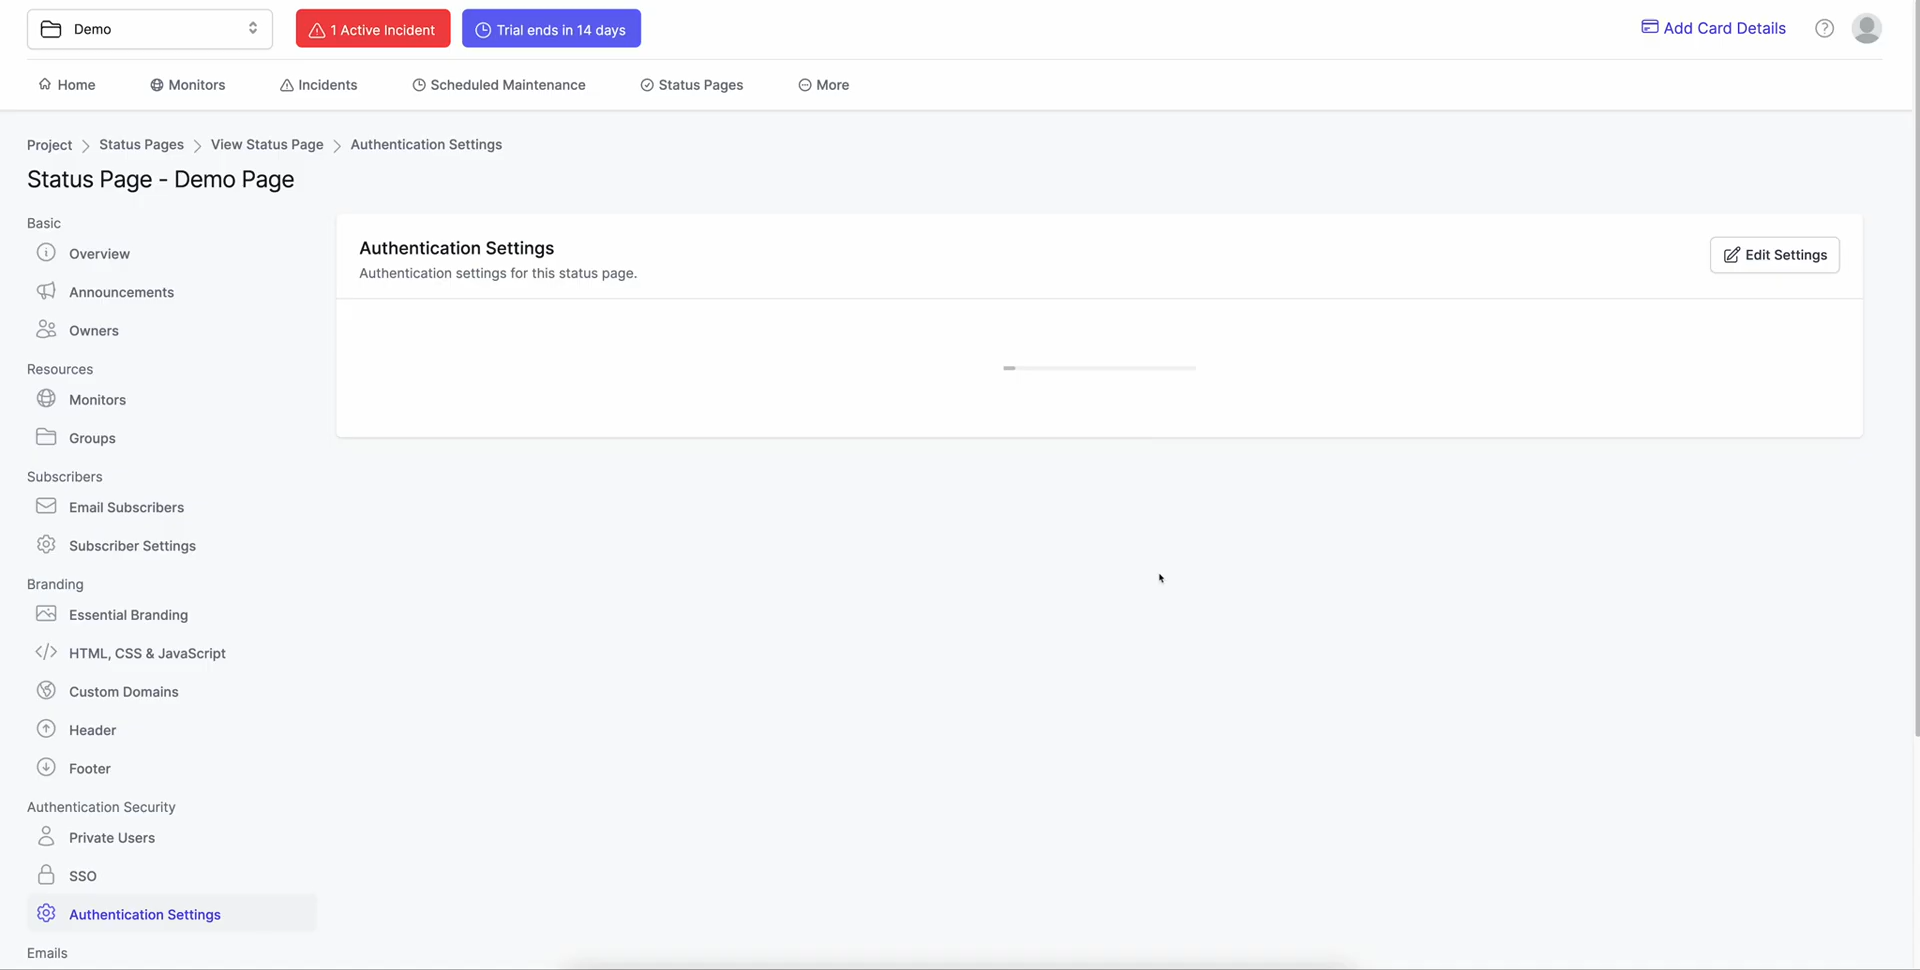 Demo
1 Active Incident
Trial ends in 14 days
Add Card Details
Home
Monitors
Incidents
Scheduled Maintenance
Status Pages
More
Project > Status Pages > View Status Page > Authentication Settings
Status Page - Demo Page
Basic
Overview
Announcements
Owners
Resources
Monitors
Groups
Subscribers
Email Subscribers
Subscriber Settings
Branding
Essential Branding
HTML, CSS & JavaScript
Custom Domains
Header
Footer
Authentication Security
Private Users
SSO
Authentication Settings
Emails
Authentication Settings
Authentication settings for this status page.
Edit Settings